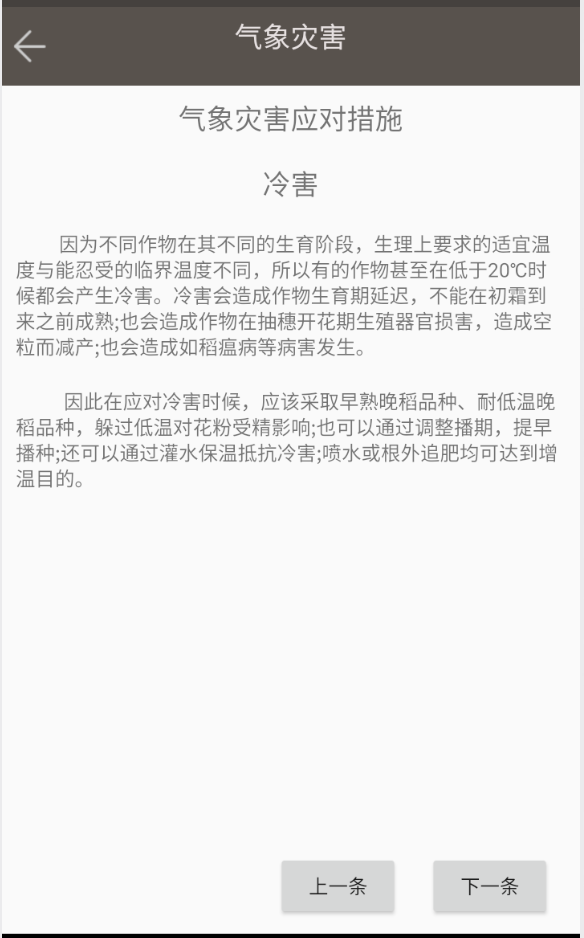 气象灾害
气象灾害应对措施
冷害
因为不同作物在其不同的生育阶段，生理上要求的适宜温
度与能忍受的临界温度不同，所以有的作物甚至在低于20℃时
候都会产生冷害。冷害会造成作物生育期延迟，不能在初霜到
来之前成熟;也会造成作物在抽穗开花期生殖器官损害，造成空
粒而减产;也会造成如稻瘟病等病害发生。
因此在应对冷害时候，应该采取早熟晚稻品种、耐低温晚
稻品种，躲过低温对花粉受精影响;也可以通过调整播期，提早
播种;还可以通过灌水保温抵抗冷害;喷水或根外追肥均可达到增
温目的。
上一条
下一条